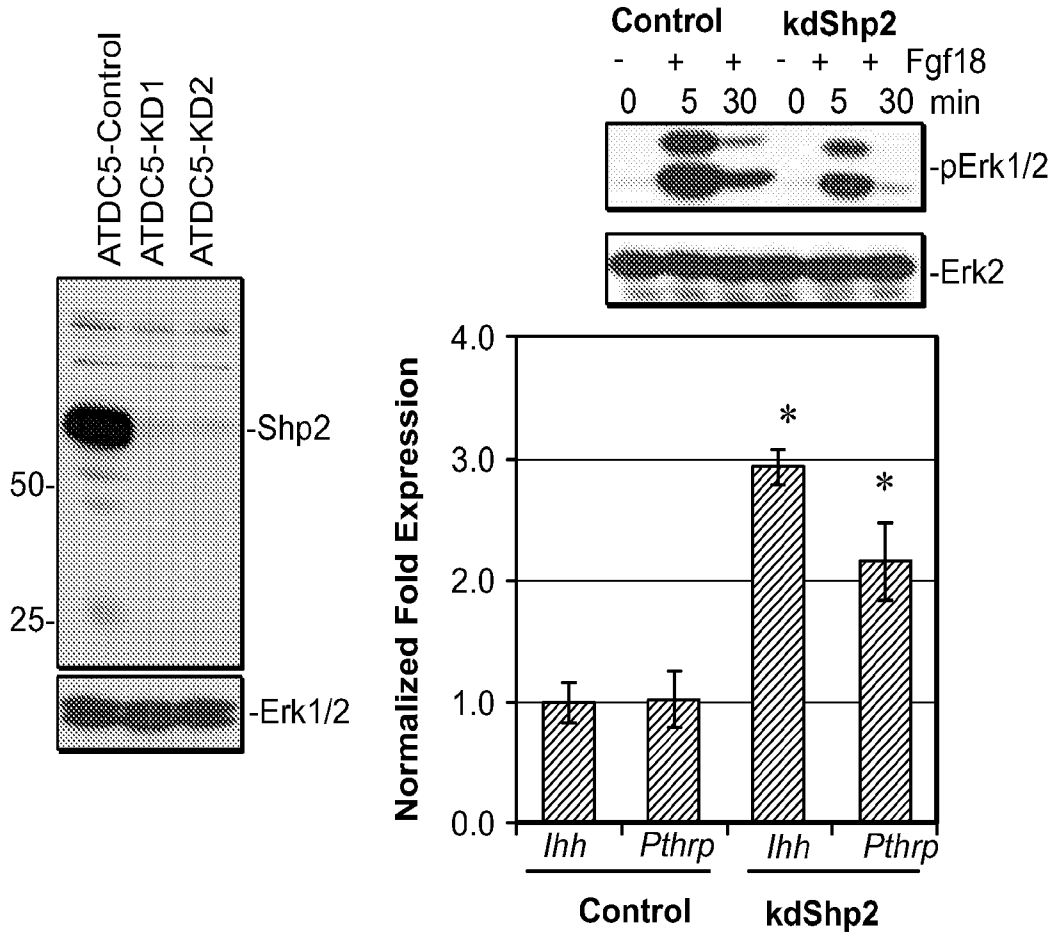 ATDC5-Control
ATDC5-KD1
ATDC5-KD2
-Shp2
50-
25-
-Erk1/2
Control kdShp2
- + + - + + Fgf18
0 5 30 0 5 30 min
-pErk1/2
-Erk2
Normalized Fold Expression
4.0
3.0
2.0
1.0
0.0
* *
Ihh Pthrp Ihh Pthrp
Control kdShp2